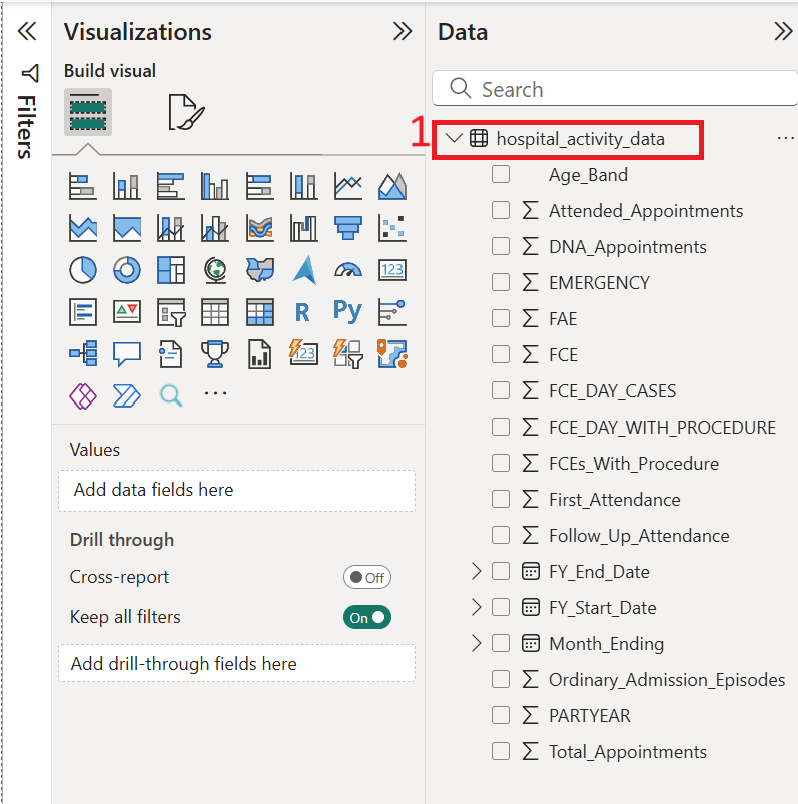 Filters
Visualizations
Build visual
123
R
Py
123
...
Values
Add data fields here
Drill through
Cross-report
Off
Keep all filters
On
Add drill-through fields here
Data
Search
1
hospital_activity_data
...
Age_Band
Σ Attended_Appointments
Σ DNA_Appointments
Σ EMERGENCY
Σ FAE
Σ FCE
Σ FCE_DAY_CASES
Σ FCE_DAY_WITH_PROCEDURE
Σ FCEs_With_Procedure
Σ First_Attendance
Σ Follow_Up_Attendance
FY_End_Date
FY_Start_Date
Month_Ending
Σ Ordinary_Admission_Episodes
Σ PARTYEAR
Σ Total_Appointments